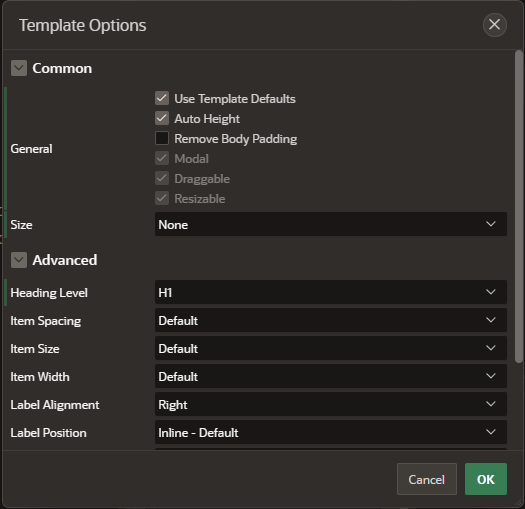 Template Options
Common
General
Use Template Defaults
Auto Height
Remove Body Padding
Modal
Draggable
Resizable
Size None
Advanced
Heading Level H1
Item Spacing Default
Item Size Default
Item Width Default
Label Alignment Right
Label Position Inline - Default
Cancel OK